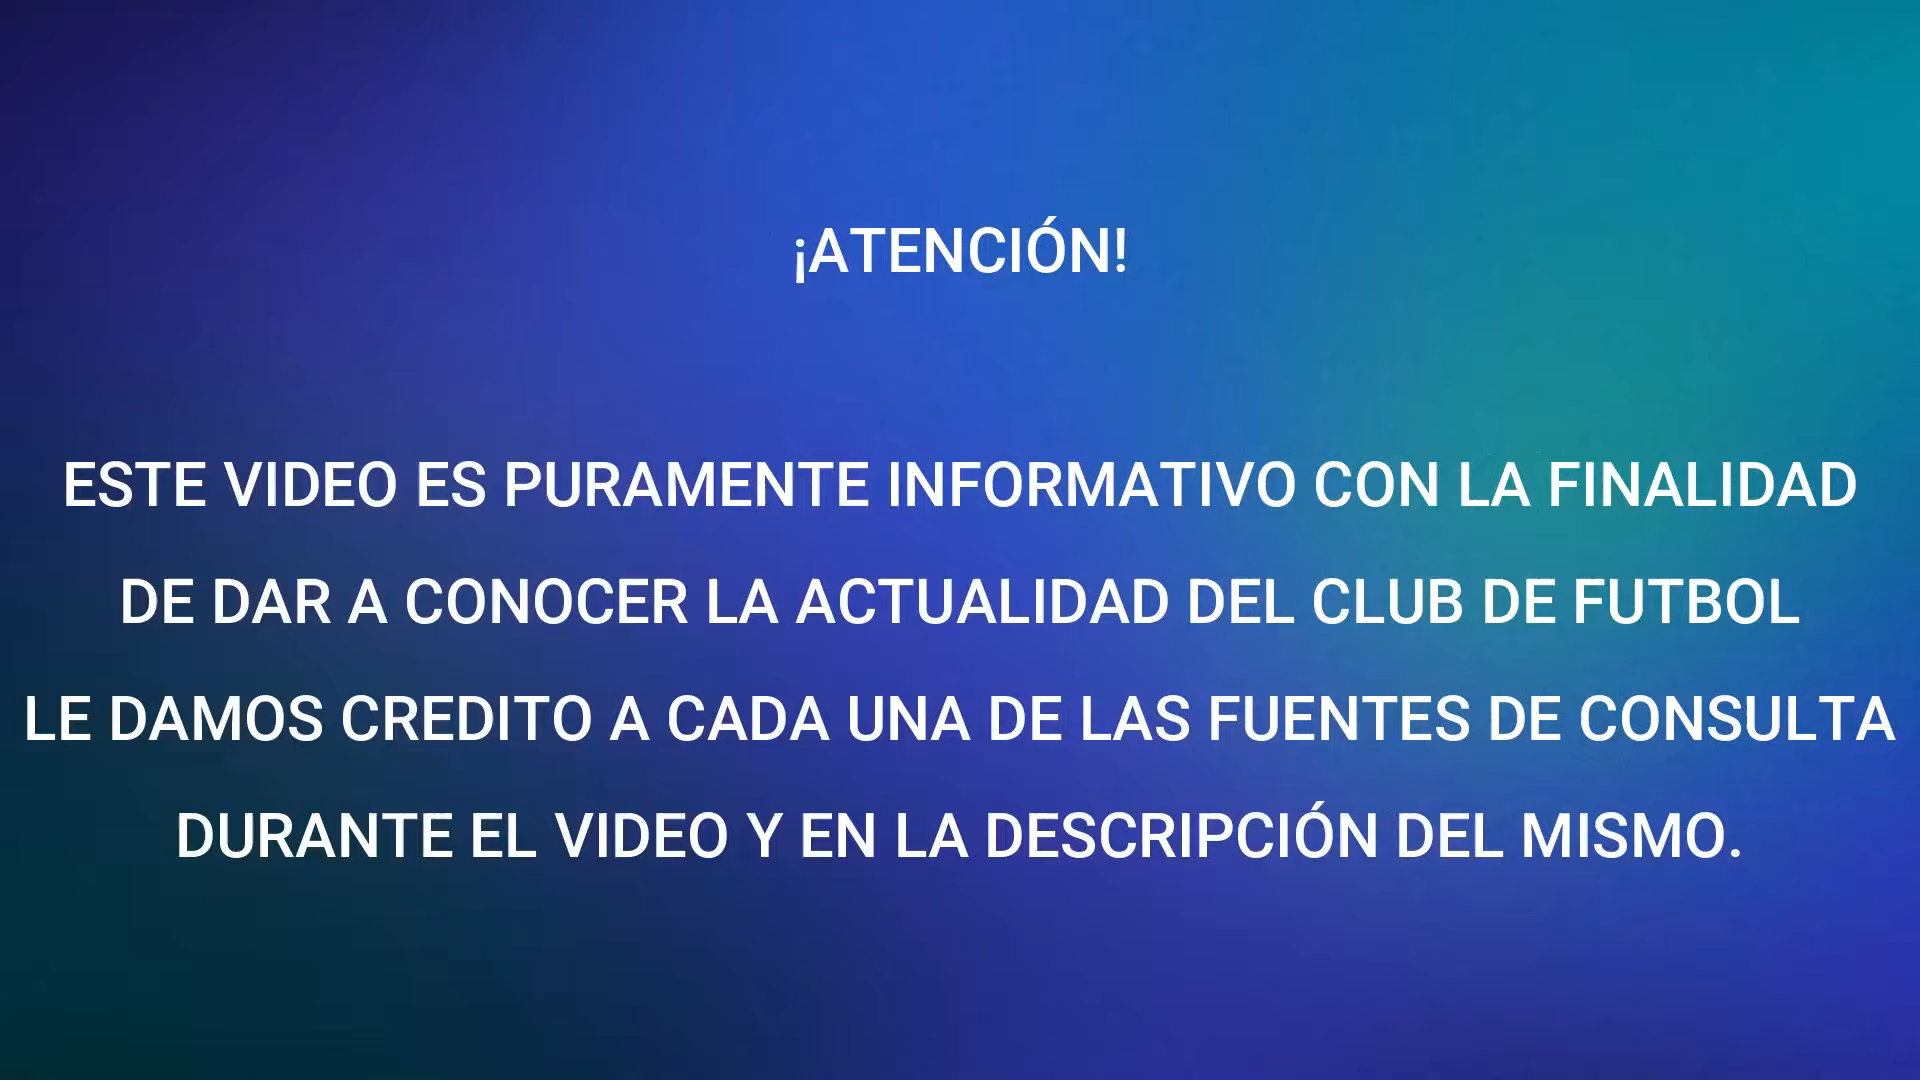 ¡ATENCIÓN!
ESTE VIDEO ES PURAMENTE INFORMATIVO CON LA FINALIDAD
DE DAR A CONOCER LA ACTUALIDAD DEL CLUB DE FUTBOL
LE DAMOS CREDITO A CADA UNA DE LAS FUENTES DE CONSULTA
DURANTE EL VIDEO Y EN LA DESCRIPCIÓN DEL MISMO.